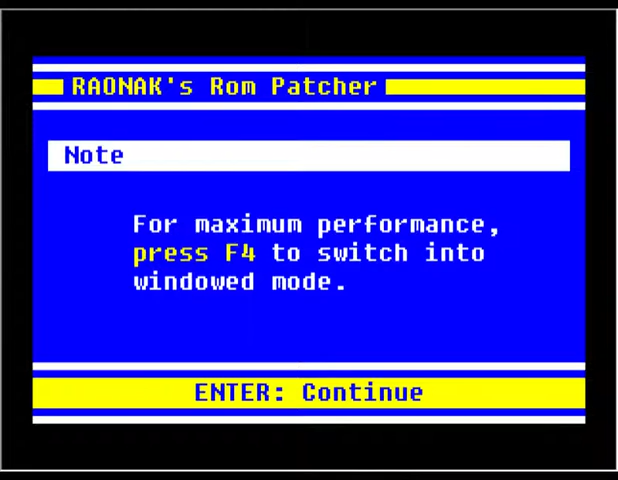 RAONAK's Rom Patcher
Note
For maximum performance,
press F4 to switch into
windowed mode.
ENTER: Continue